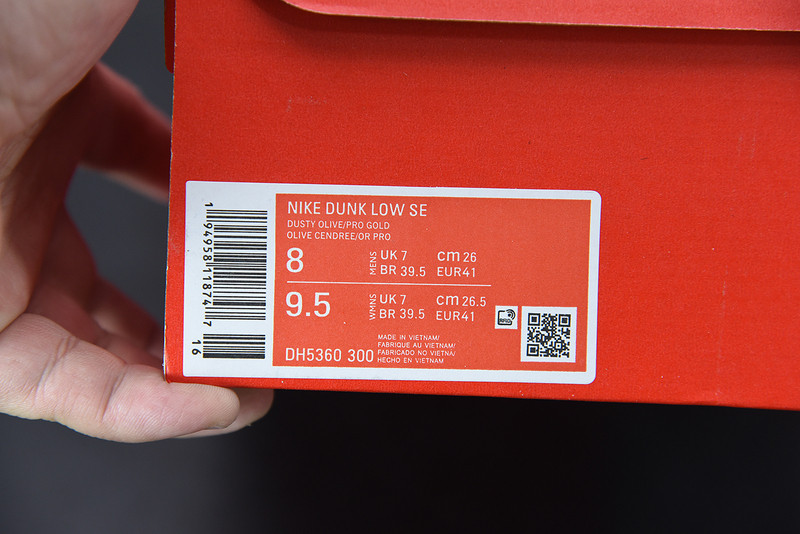 NIKE DUNK LOW SE
DUSTY OLIVE/PRO GOLD
OLIVE CENDREE/OR PRO
8 MENS UK 7 cm 26
BR 39.5 EUR41
9.5 WMNS UK 7 cm 26.5
BR 39.5 EUR41
DH5360 300
MADE IN VIETNAM/
FABRIQUE AU VIETNAM/
FABRICADO NO VIETNA/
HECHO EN VIETNAM
1 94958 11874 7
16